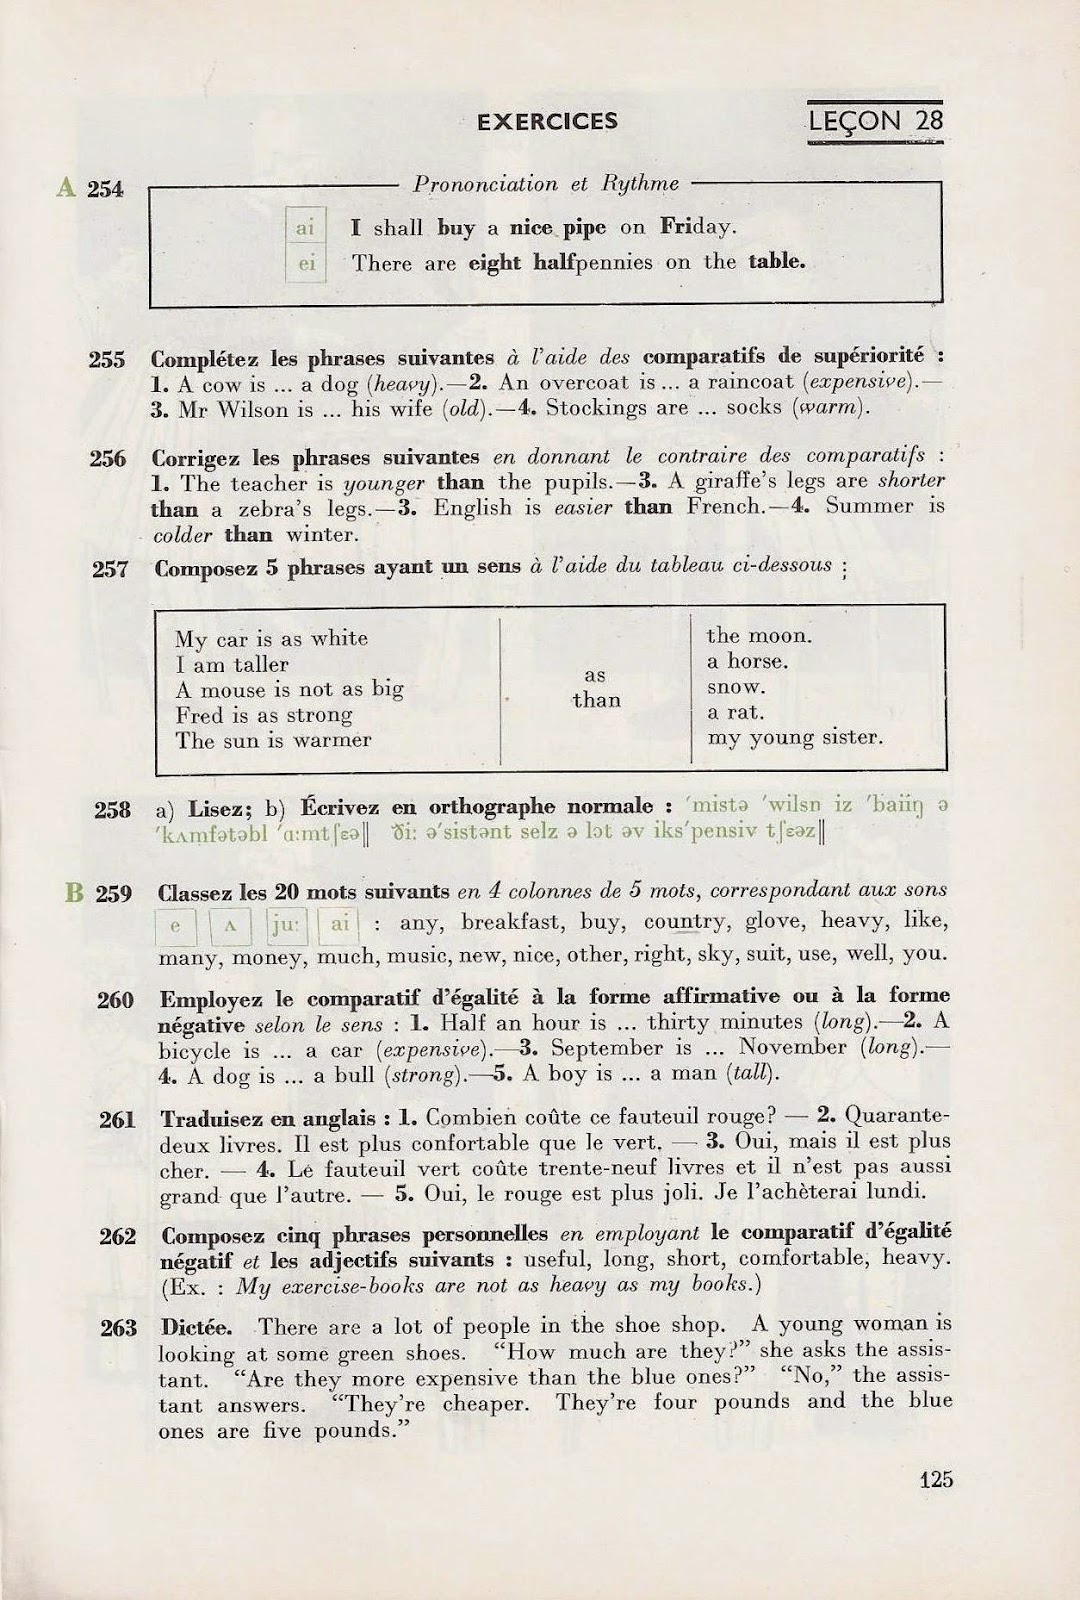 EXERCICES
LEÇON 28
A 254 Prononciation et Rythme
ai I shall buy a nice pipe on Friday.
ei There are eight halfpennies on the table.
255 Complétez les phrases suivantes à l'aide des comparatifs de supériorité :
1. A cow is ... a dog (heavy).—2. An overcoat is ... a raincoat (expensive).—
3. Mr Wilson is ... his wife (old).—4. Stockings are ... socks (warm).
256 Corrigez les phrases suivantes en donnant le contraire des comparatifs :
1. The teacher is younger than the pupils.—3. A giraffe's legs are shorter
than a zebra's legs.—3. English is easier than French.—4. Summer is
colder than winter.
257 Composez 5 phrases ayant un sens à l'aide du tableau ci-dessous :
My car is as white
I am taller
A mouse is not as big
Fred is as strong
The sun is warmer
as
than
the moon.
a horse.
snow.
a rat.
my young sister.
258 a) Lisez; b) Écrivez en orthographe normale : ˈmistə ˈwilsn iz ˈbaiiŋ ə
ˈkʌmfətəbl ˈɑ:mtʃɛə‖ ði: əˈsistənt selz ə lɔt əv iksˈpensiv tʃɛəz‖
B 259 Classez les 20 mots suivants en 4 colonnes de 5 mots, correspondant aux sons
e ʌ ju: ai : any, breakfast, buy, country, glove, heavy, like,
many, money, much, music, new, nice, other, right, sky, suit, use, well, you.
260 Employez le comparatif d'égalité à la forme affirmative ou à la forme
négative selon le sens : 1. Half an hour is ... thirty minutes (long).—2. A
bicycle is ... a car (expensive).—3. September is ... November (long).—
4. A dog is ... a bull (strong).—5. A boy is ... a man (tall).
261 Traduisez en anglais : 1. Combien coûte ce fauteuil rouge? — 2. Quarante-
deux livres. Il est plus confortable que le vert. — 3. Oui, mais il est plus
cher. — 4. Le fauteuil vert coûte trente-neuf livres et il n'est pas aussi
grand que l'autre. — 5. Oui, le rouge est plus joli. Je l'achèterai lundi.
262 Composez cinq phrases personnelles en employant le comparatif d'égalité
négatif et les adjectifs suivants : useful, long, short, comfortable, heavy.
(Ex. : My exercise-books are not as heavy as my books.)
263 Dictée. There are a lot of people in the shoe shop. A young woman is
looking at some green shoes. “How much are they?” she asks the assis-
tant. “Are they more expensive than the blue ones?” “No,” the assis-
tant answers. “They're cheaper. They're four pounds and the blue
ones are five pounds.”
125